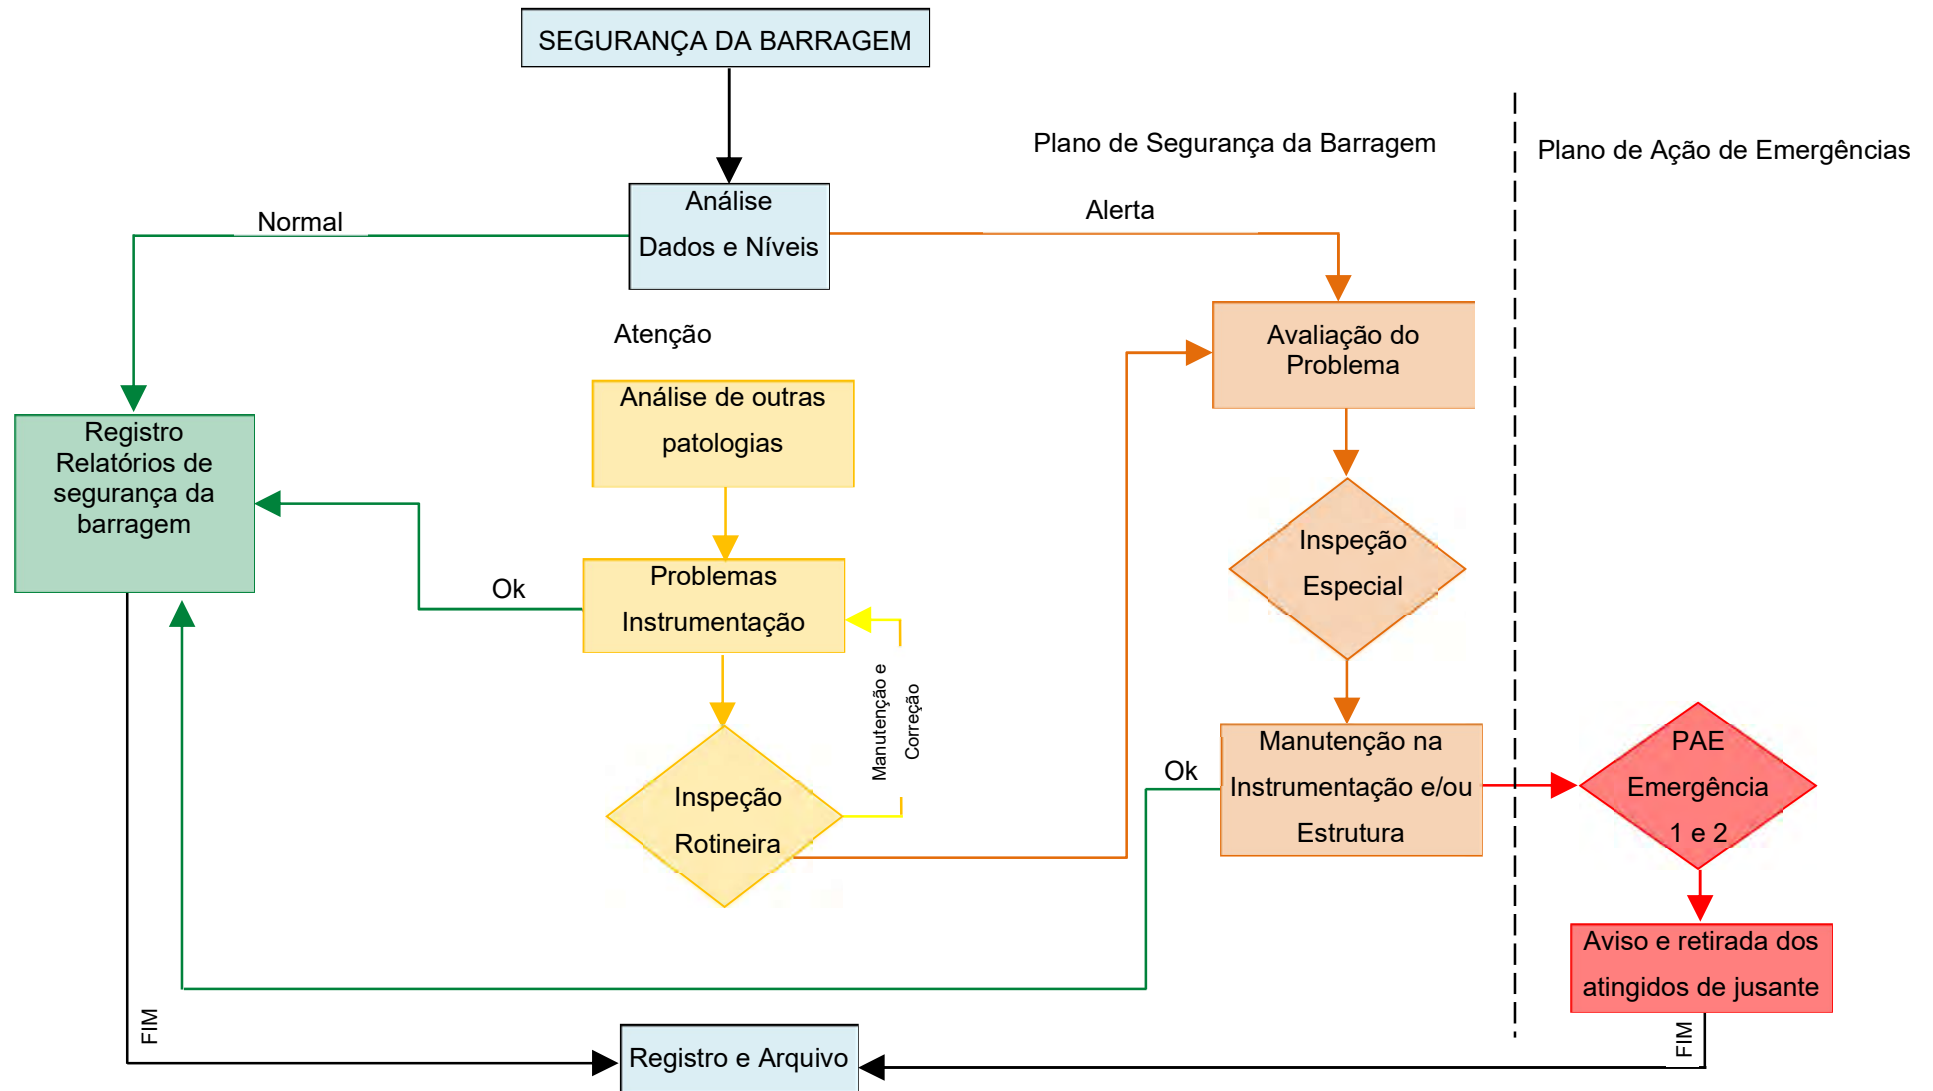 SEGURANÇA DA BARRAGEM
Plano de Segurança da Barragem
Plano de Ação de Emergências
Análise
Dados e Níveis
Normal
Alerta
Atenção
Avaliação do
Problema
Análise de outras
patologias
Registro
Relatórios de
segurança da
barragem
Ok
Problemas
Instrumentação
Inspeção
Especial
Manutenção e
Correção
Inspeção
Rotineira
Ok
Manutenção na
Instrumentação e/ou
Estrutura
PAE
Emergência
1 e 2
Aviso e retirada dos
atingidos de jusante
FIM
Registro e Arquivo
FIM